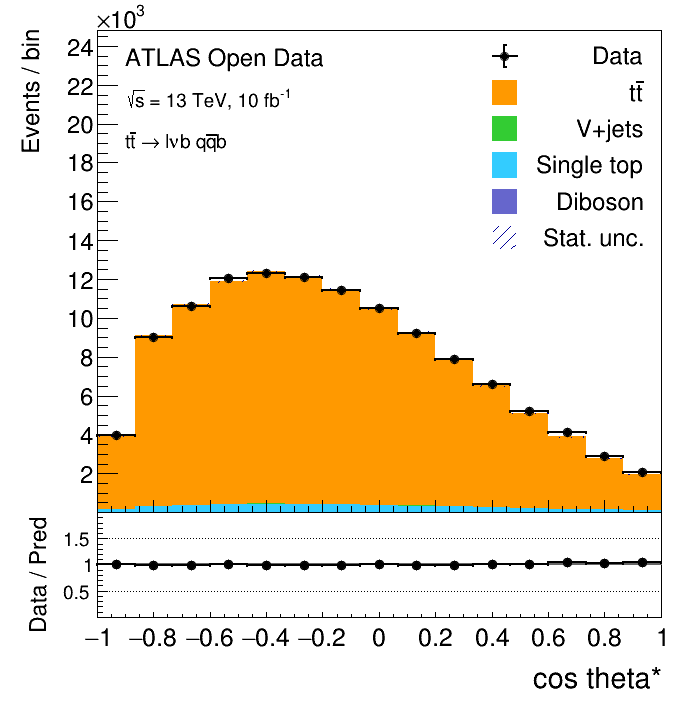 ×10³
Events / bin
24
22
20
18
16
14
12
10
8
6
4
2
ATLAS Open Data
√s = 13 TeV, 10 fb⁻¹
tt̄ → lνb qq̄b
Data
tt̄
V+jets
Single top
Diboson
Stat. unc.
Data / Pred
1.5
1
0.5
−1 −0.8 −0.6 −0.4 −0.2 0 0.2 0.4 0.6 0.8 1
cos theta*